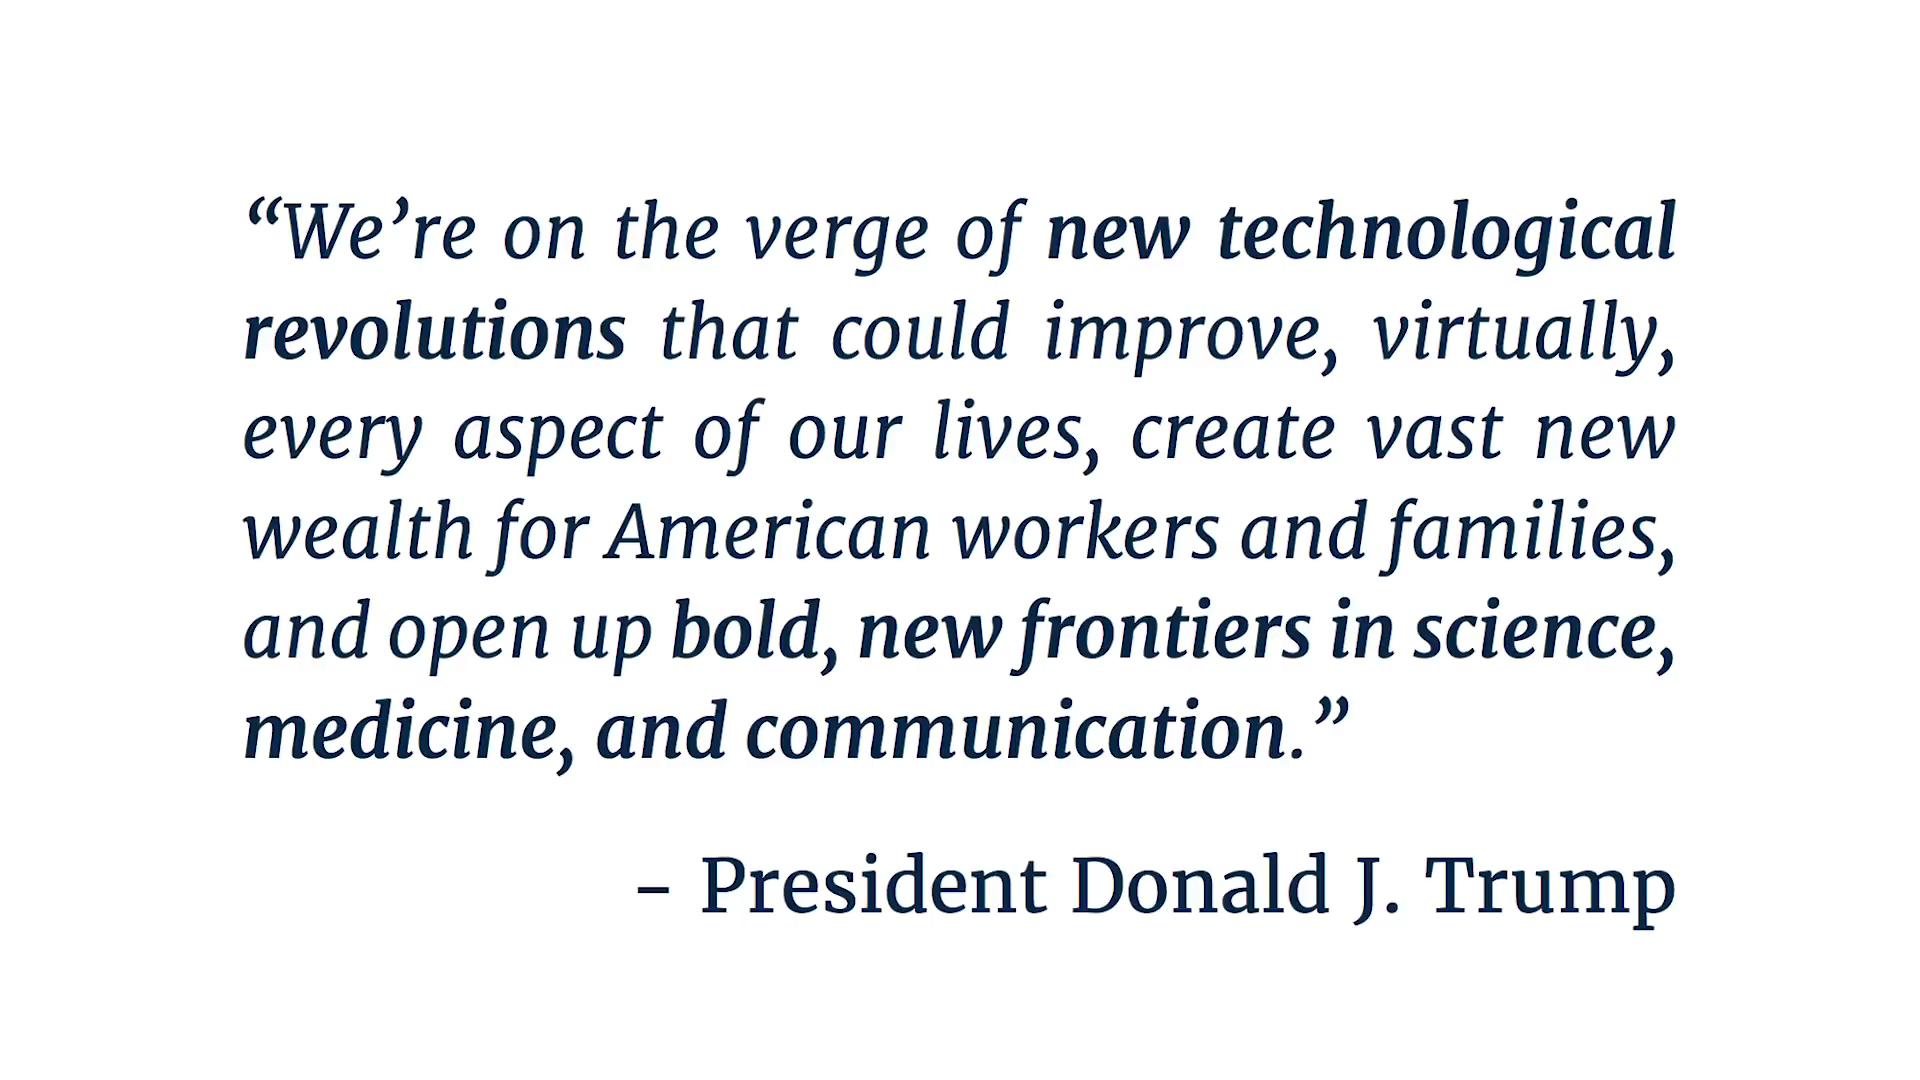 “We’re on the verge of new technological
revolutions that could improve, virtually,
every aspect of our lives, create vast new
wealth for American workers and families,
and open up bold, new frontiers in science,
medicine, and communication.”
– President Donald J. Trump